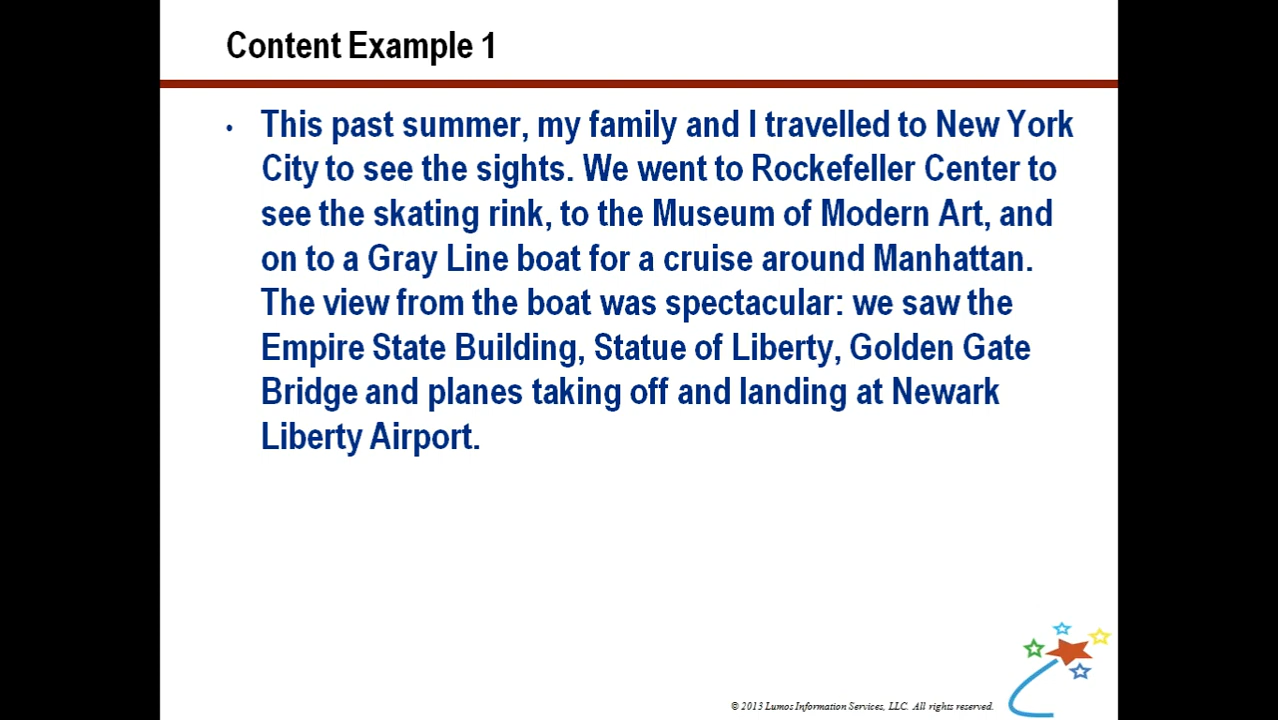 Content Example 1
• This past summer, my family and I travelled to New York
City to see the sights. We went to Rockefeller Center to
see the skating rink, to the Museum of Modern Art, and
on to a Gray Line boat for a cruise around Manhattan.
The view from the boat was spectacular: we saw the
Empire State Building, Statue of Liberty, Golden Gate
Bridge and planes taking off and landing at Newark
Liberty Airport.
© 2013 Lumos Information Services, LLC. All rights reserved.